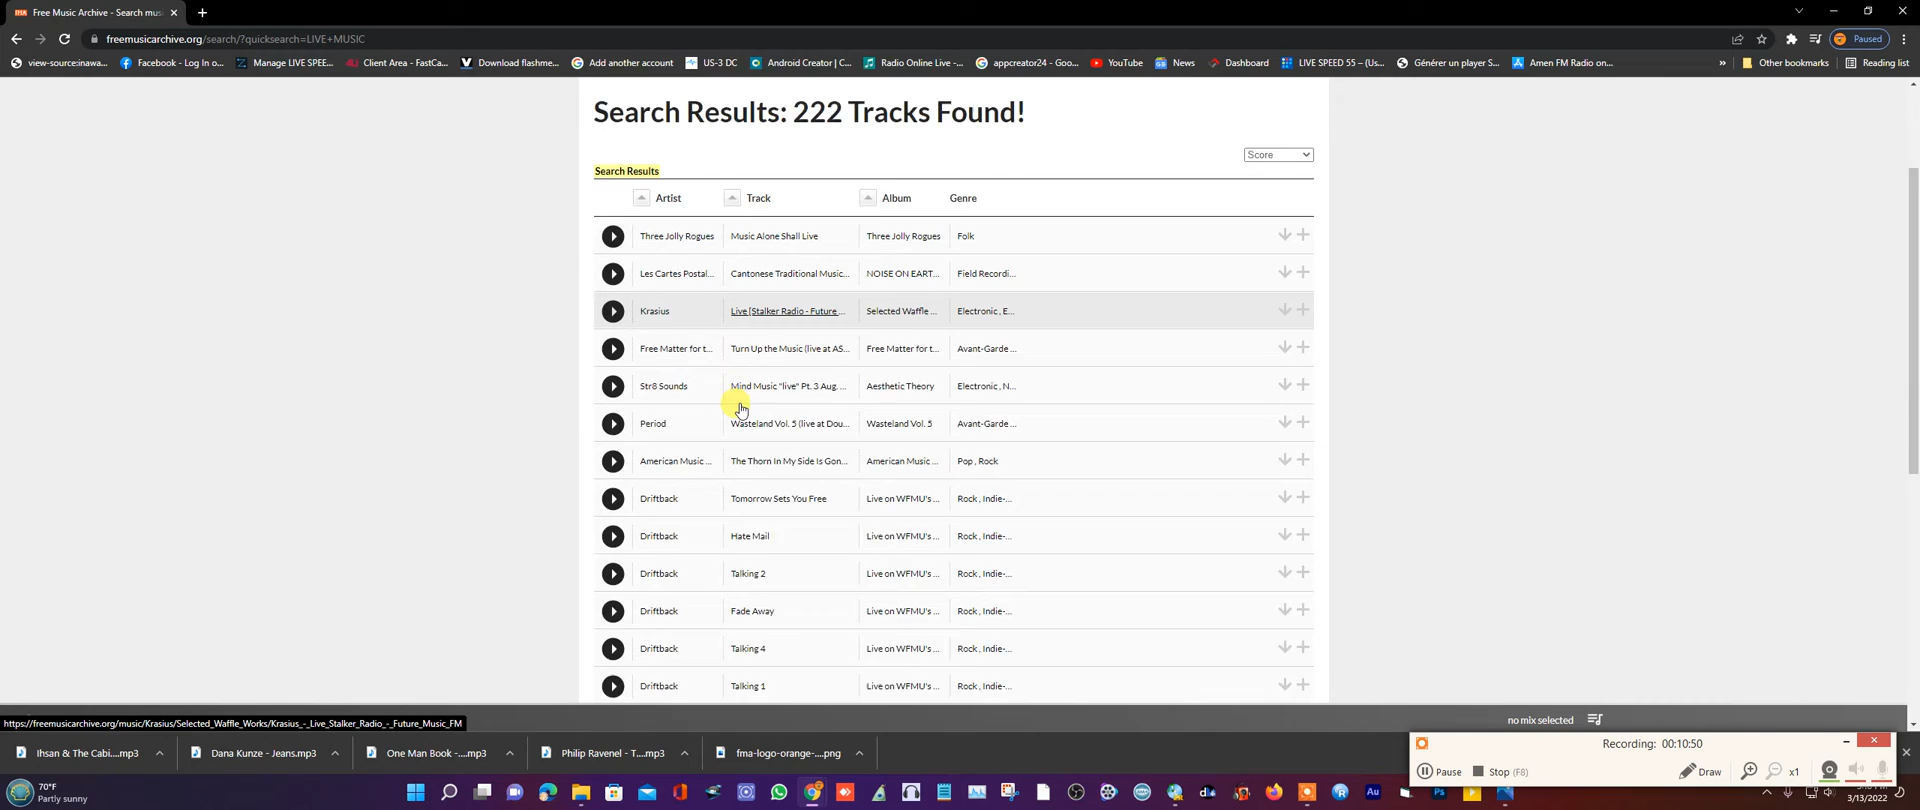 Free Music Archive - Search mus
freemusicarchive.org/search/?quicksearch=LIVE+MUSIC
Paused
view-source:inawa...
Facebook - Log In o...
Manage LIVE SPEE...
Client Area - FastCa...
Download flashme...
Add another account
US-3 DC
Android Creator | C...
Radio Online Live -...
appcreator24 - Goo...
YouTube
News
Dashboard
LIVE SPEED 55 – (Us...
Générer un player S...
Amen FM Radio on...
»
Other bookmarks
Reading list
Search Results: 222 Tracks Found!
Score
Search Results
Artist Track Album Genre
Three Jolly Rogues Music Alone Shall Live Three Jolly Rogues Folk
Les Cartes Postal... Cantonese Traditional Music... NOISE ON EART... Field Recordi...
Krasius Live [Stalker Radio - Future ... Selected Waffle ... Electronic , E...
Free Matter for t... Turn Up the Music (live at AS... Free Matter for t... Avant-Garde ...
Str8 Sounds Mind Music "live" Pt. 3 Aug. ... Aesthetic Theory Electronic , N...
Period Wasteland Vol. 5 (live at Dou... Wasteland Vol. 5 Avant-Garde ...
American Music ... The Thorn In My Side Is Gon... American Music ... Pop , Rock
Driftback Tomorrow Sets You Free Live on WFMU's ... Rock , Indie-...
Driftback Hate Mail Live on WFMU's ... Rock , Indie-...
Driftback Talking 2 Live on WFMU's ... Rock , Indie-...
Driftback Fade Away Live on WFMU's ... Rock , Indie-...
Driftback Talking 4 Live on WFMU's ... Rock , Indie-...
Driftback Talking 1 Live on WFMU's ... Rock , Indie-...
https://freemusicarchive.org/music/Krasius/Selected_Waffle_Works/Krasius_-_Live_Stalker_Radio_-_Future_Music_FM
no mix selected
Ihsan & The Cabi....mp3
Dana Kunze - Jeans.mp3
One Man Book -....mp3
Philip Ravenel - T....mp3
fma-logo-orange-....png
Recording: 00:10:50
Pause
Stop (F8)
Draw
x1
70°F
Partly sunny
Au
Ps
3/13/2022